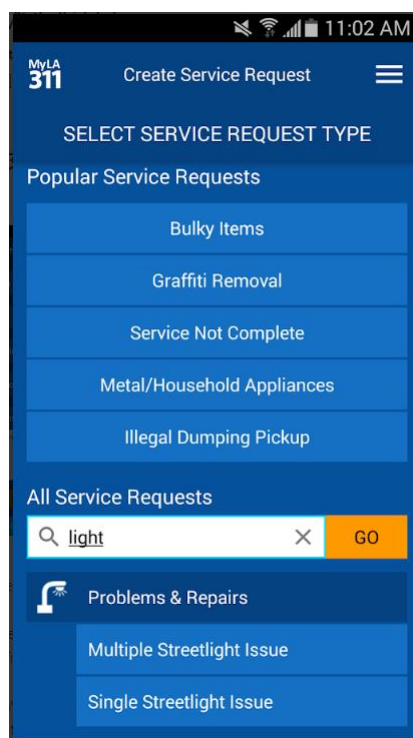 11:02 AM
MyLA
311
Create Service Request
SELECT SERVICE REQUEST TYPE
Popular Service Requests
Bulky Items
Graffiti Removal
Service Not Complete
Metal/Household Appliances
Illegal Dumping Pickup
All Service Requests
light
GO
Problems & Repairs
Multiple Streetlight Issue
Single Streetlight Issue